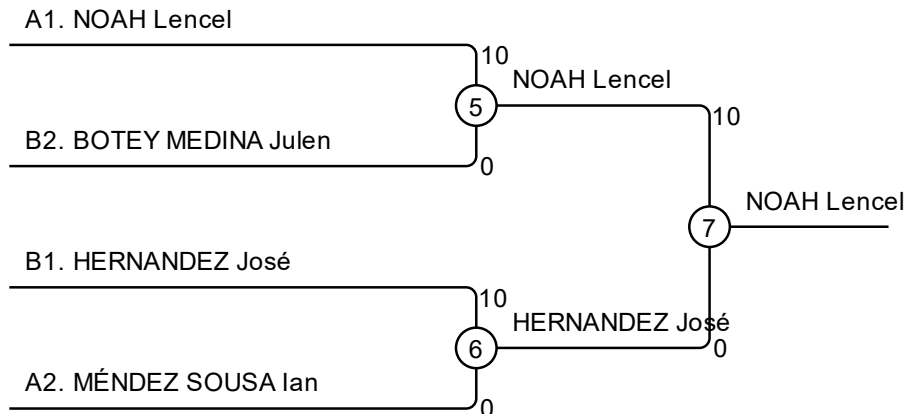 A1. NOAH Lencel
10
5
NOAH Lencel
10
B2. BOTEY MEDINA Julen
0
7
NOAH Lencel
B1. HERNANDEZ José
10
6
HERNANDEZ José
0
A2. MÉNDEZ SOUSA Ian
0